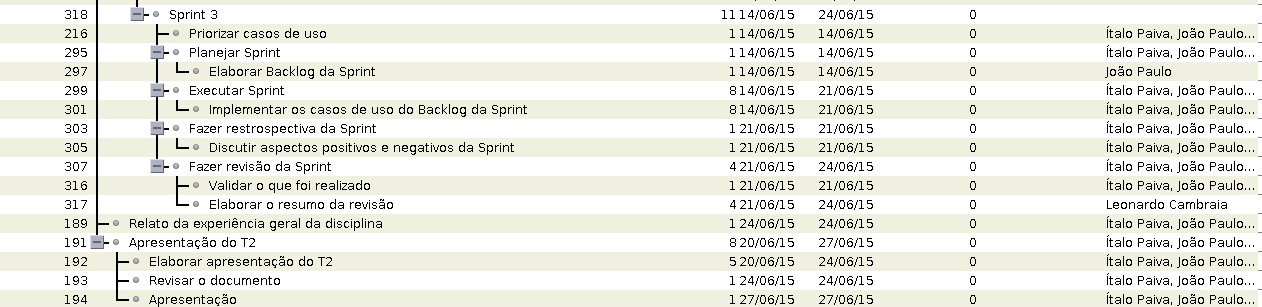 318 Sprint 3 11 14/06/15 24/06/15 0
216 Priorizar casos de uso 1 14/06/15 14/06/15 0 Ítalo Paiva, João Paulo...
295 Planejar Sprint 1 14/06/15 14/06/15 0 Ítalo Paiva, João Paulo...
297 Elaborar Backlog da Sprint 1 14/06/15 14/06/15 0 João Paulo
299 Executar Sprint 8 14/06/15 21/06/15 0 Ítalo Paiva, João Paulo...
301 Implementar os casos de uso do Backlog da Sprint 8 14/06/15 21/06/15 0 Ítalo Paiva, João Paulo...
303 Fazer restrospectiva da Sprint 1 21/06/15 21/06/15 0 Ítalo Paiva, João Paulo...
305 Discutir aspectos positivos e negativos da Sprint 1 21/06/15 21/06/15 0 Ítalo Paiva, João Paulo...
307 Fazer revisão da Sprint 4 21/06/15 24/06/15 0 Ítalo Paiva, João Paulo...
316 Validar o que foi realizado 1 21/06/15 21/06/15 0 Ítalo Paiva, João Paulo...
317 Elaborar o resumo da revisão 4 21/06/15 24/06/15 0 Leonardo Cambraia
189 Relato da experiência geral da disciplina 1 24/06/15 24/06/15 0 Ítalo Paiva, João Paulo...
191 Apresentação do T2 8 20/06/15 27/06/15 0 Ítalo Paiva, João Paulo...
192 Elaborar apresentação do T2 5 20/06/15 24/06/15 0 Ítalo Paiva, João Paulo...
193 Revisar o documento 1 24/06/15 24/06/15 0 Ítalo Paiva, João Paulo...
194 Apresentação 1 27/06/15 27/06/15 0 Ítalo Paiva, João Paulo...